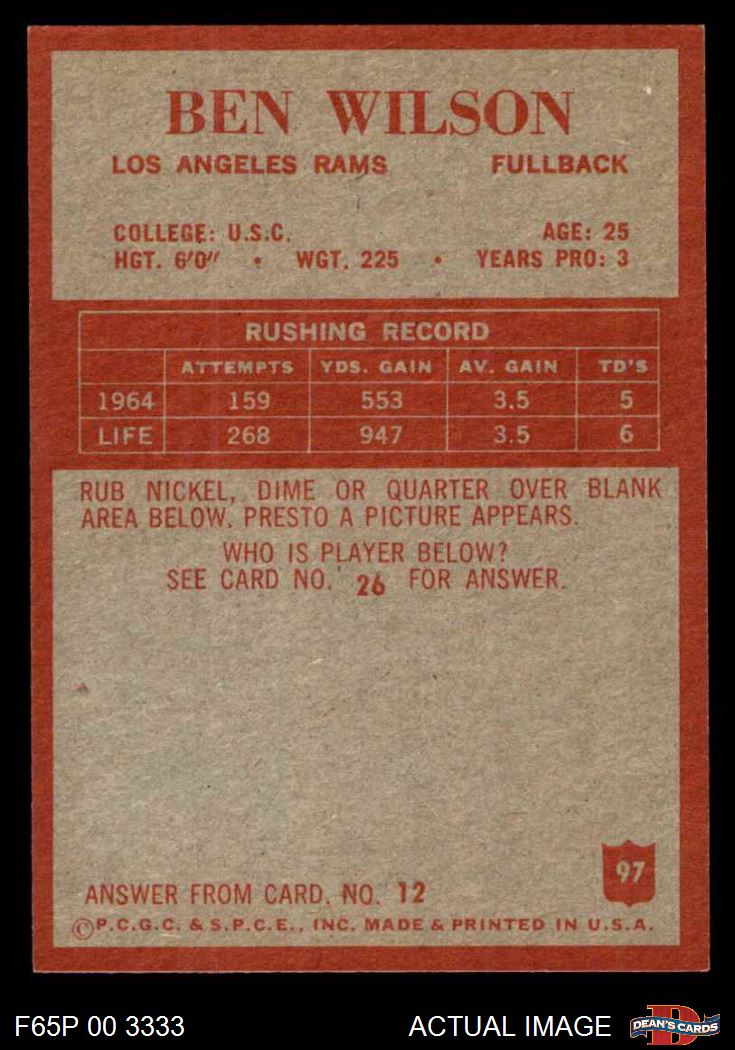 BEN WILSON
LOS ANGELES RAMS FULLBACK
COLLEGE: U.S.C. AGE: 25
HGT. 6'0" • WGT. 225 • YEARS PRO: 3
RUSHING RECORD
ATTEMPTS YDS. GAIN AV. GAIN TD'S
1964 159 553 3.5 5
LIFE 268 947 3.5 6
RUB NICKEL, DIME OR QUARTER OVER BLANK
AREA BELOW. PRESTO A PICTURE APPEARS.
WHO IS PLAYER BELOW?
SEE CARD NO. 26 FOR ANSWER.
97
ANSWER FROM CARD. NO. 12
©P.C.G.C. & S.P.C.E., INC. MADE & PRINTED IN U.S.A.
F65P 00 3333 ACTUAL IMAGE
D
DEAN'S CARDS